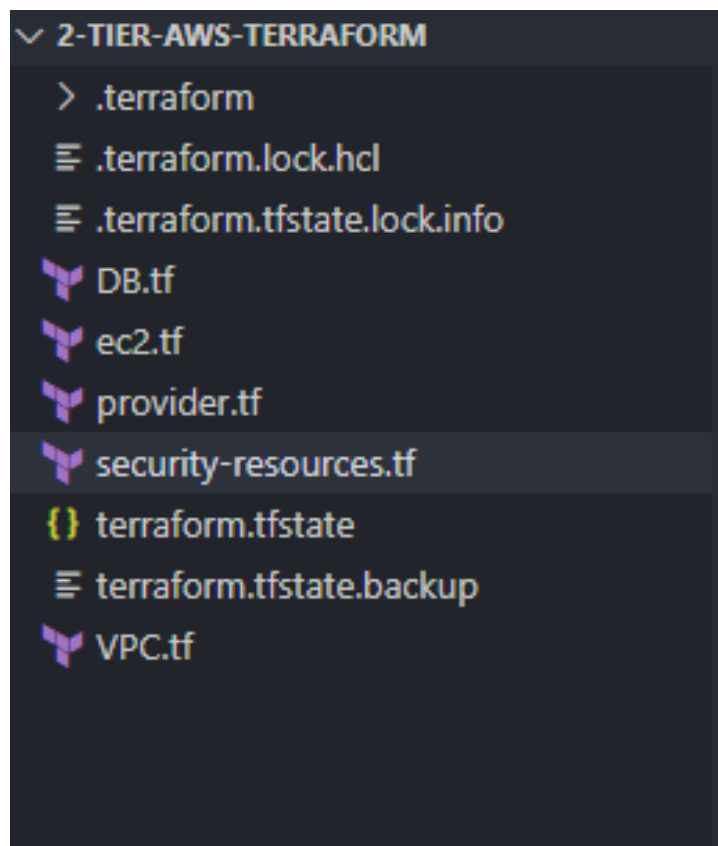 2-TIER-AWS-TERRAFORM
.terraform
.terraform.lock.hcl
.terraform.tfstate.lock.info
DB.tf
ec2.tf
provider.tf
security-resources.tf
{} terraform.tfstate
terraform.tfstate.backup
VPC.tf